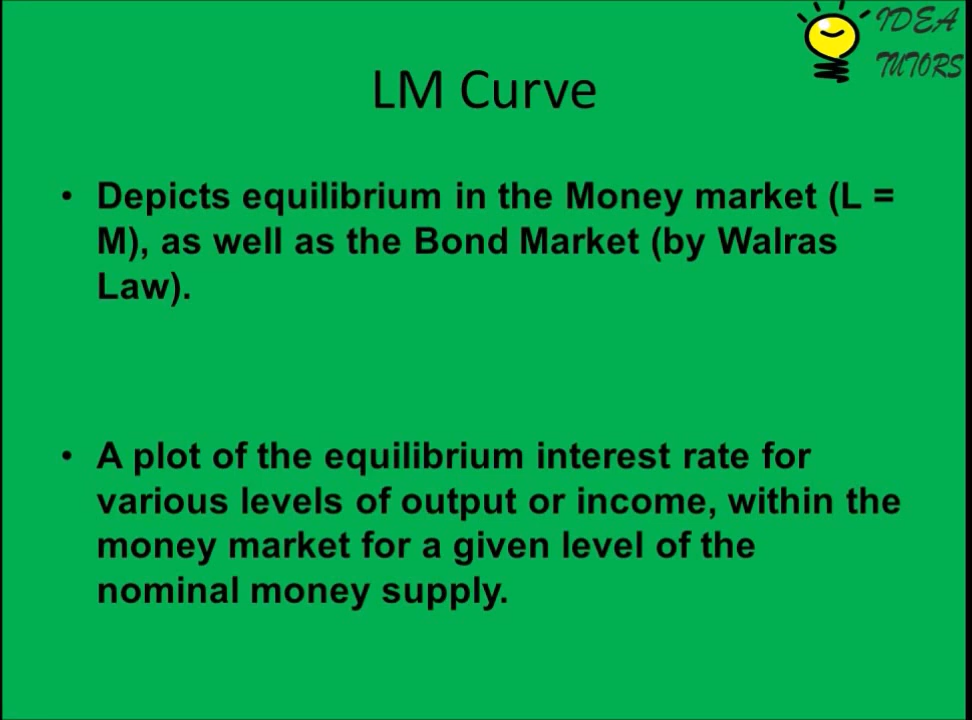 IDEA
TUTORS
LM Curve
• Depicts equilibrium in the Money market (L =
M), as well as the Bond Market (by Walras
Law).
• A plot of the equilibrium interest rate for
various levels of output or income, within the
money market for a given level of the
nominal money supply.